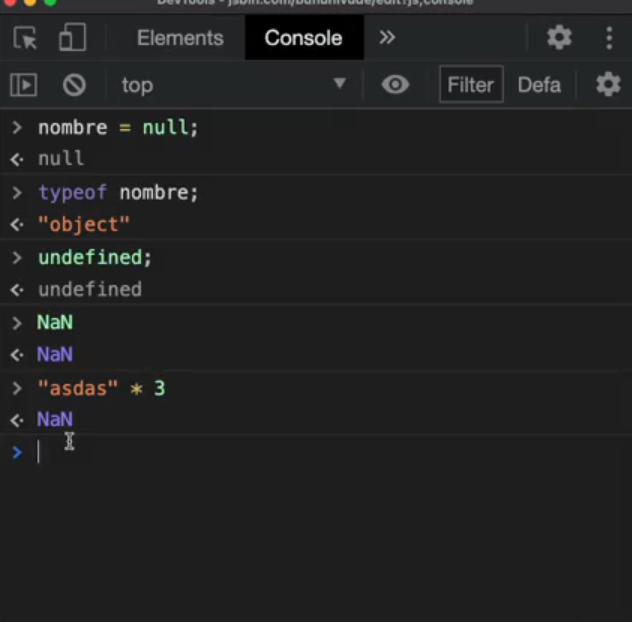 DevTools - jsbin.com/bununivude/edit?js,console
Elements Console »
top Filter Defa
> nombre = null;
< null
> typeof nombre;
< "object"
> undefined;
< undefined
> NaN
< NaN
> "asdas" * 3
< NaN
>